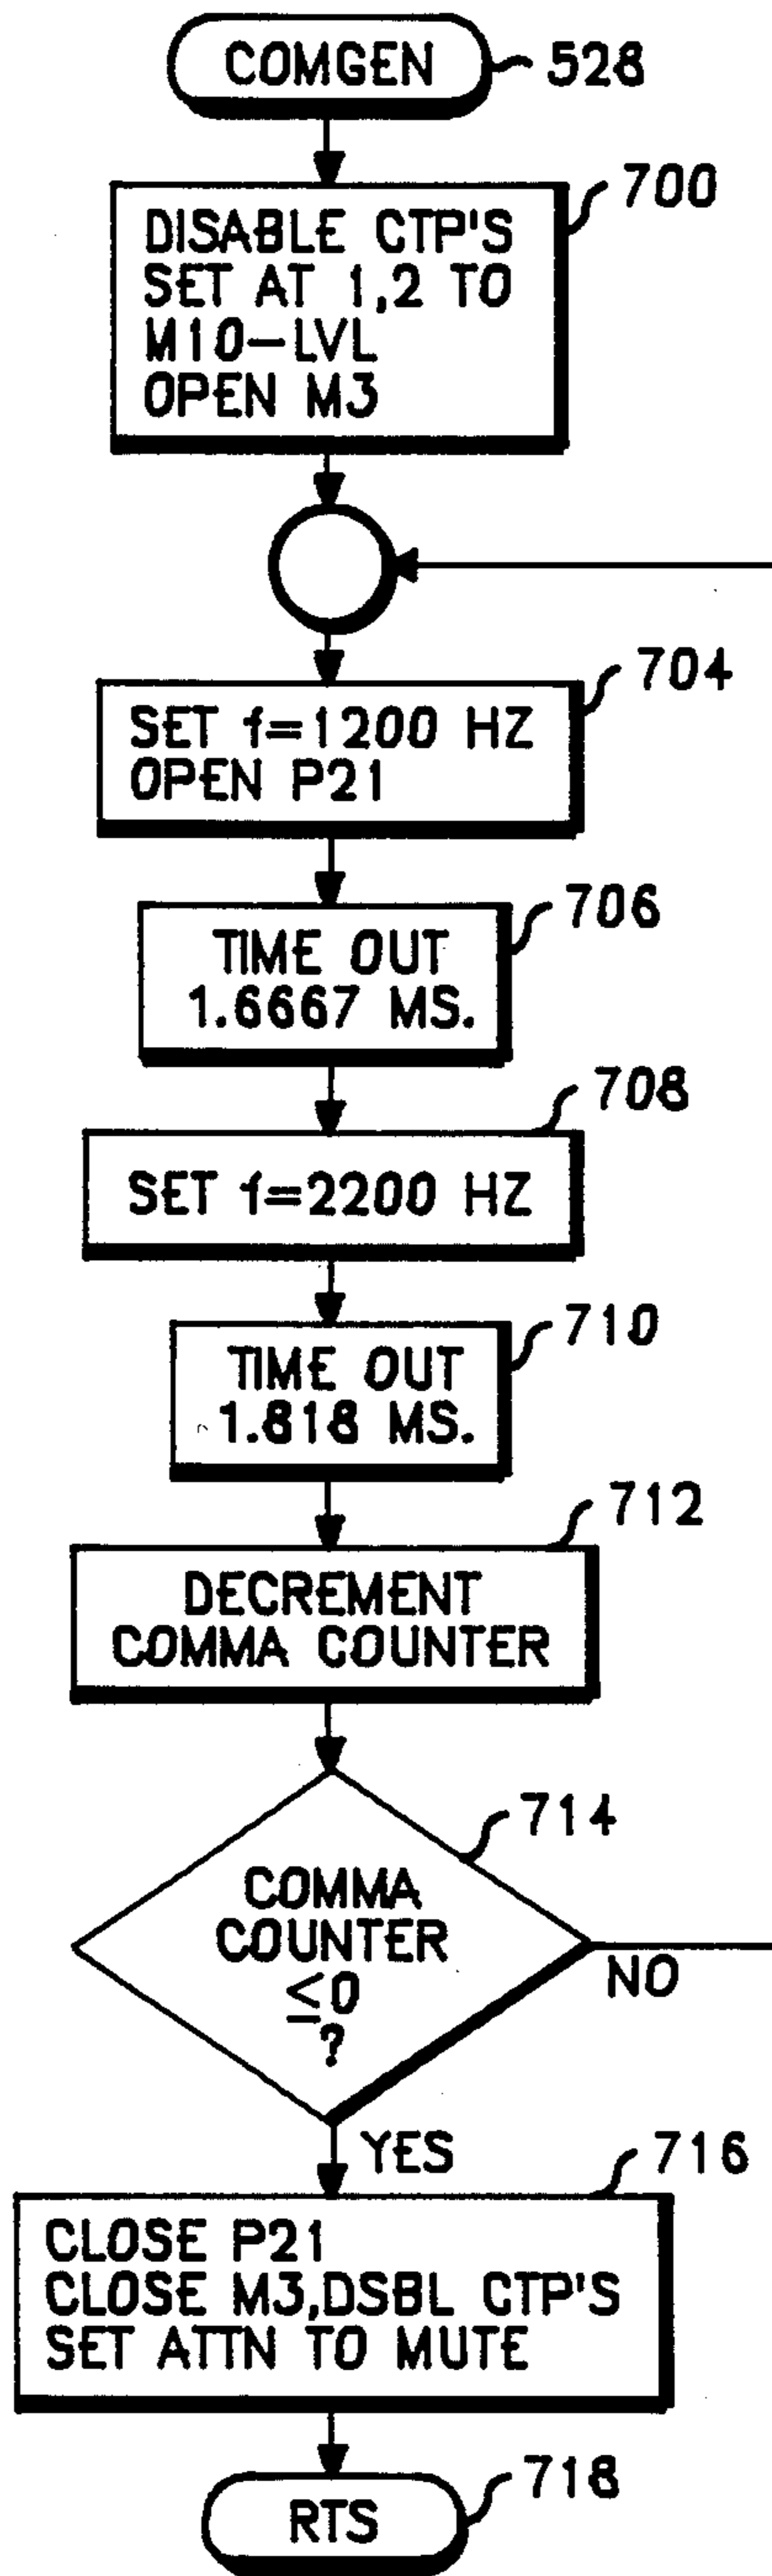 COMGEN 528
700
DISABLE CTP'S
SET AT 1,2 TO
M10-LVL
OPEN M3
704
SET f=1200 HZ
OPEN P21
706
TIME OUT
1.6667 MS.
708
SET f=2200 HZ
710
TIME OUT
1.818 MS.
712
DECREMENT
COMMA COUNTER
714
COMMA
COUNTER
≤0
?
NO
YES
716
CLOSE P21
CLOSE M3,DSBL CTP'S
SET ATTN TO MUTE
718
RTS